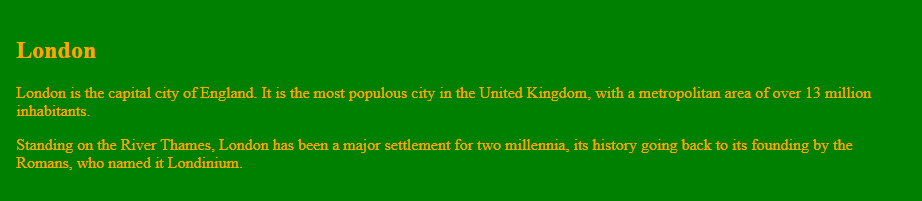 London
London is the capital city of England. It is the most populous city in the United Kingdom, with a metropolitan area of over 13 million
inhabitants.
Standing on the River Thames, London has been a major settlement for two millennia, its history going back to its founding by the
Romans, who named it Londinium.